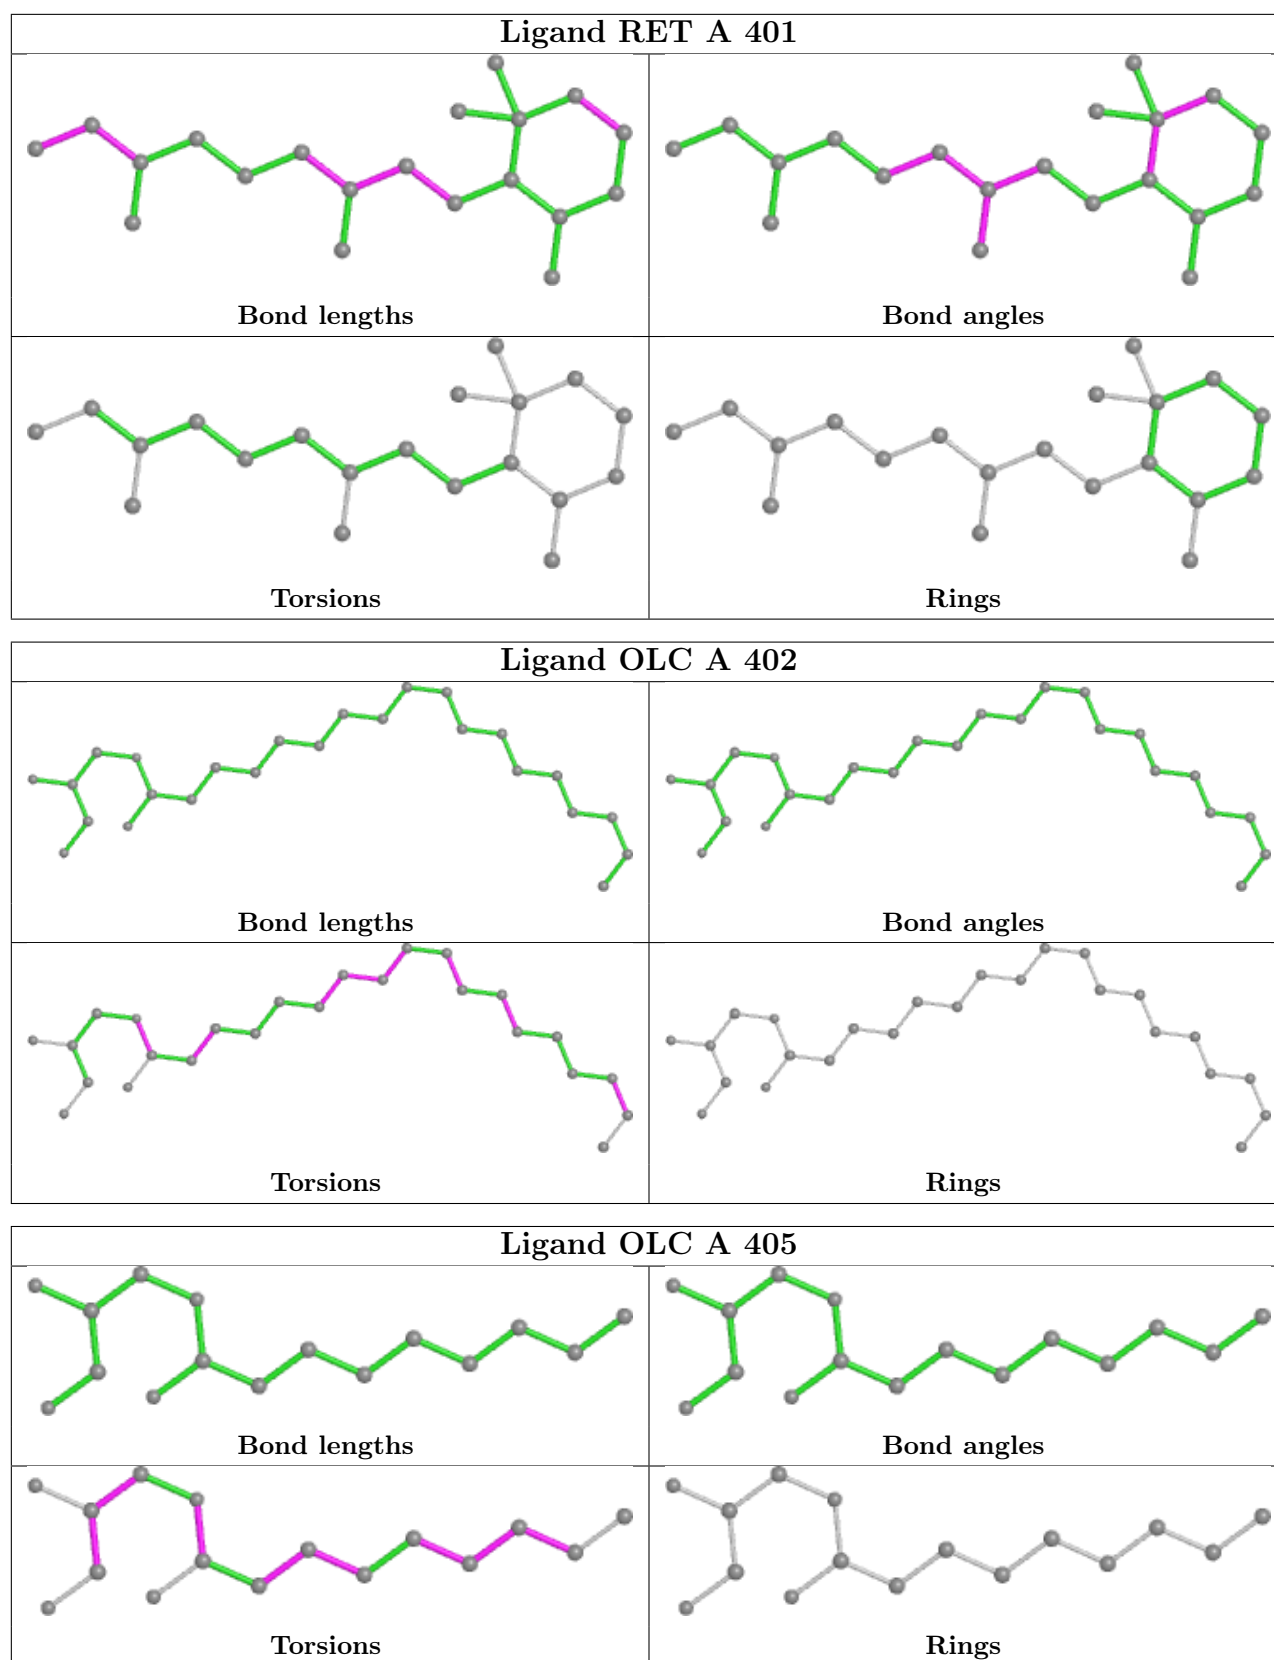 Ligand RET A 401
Bond lengths
Bond angles
Torsions
Rings
Ligand OLC A 402
Bond lengths
Bond angles
Torsions
Rings
Ligand OLC A 405
Bond lengths
Bond angles
Torsions
Rings